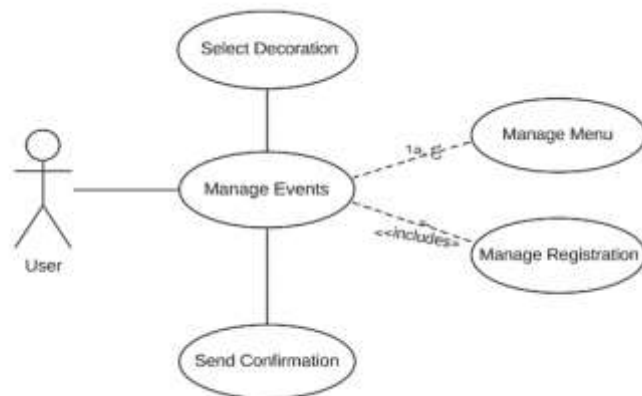 Select Decoration
Manage Menu
Manage Events
<<includes>
Manage Registration
User
Send Confirmation